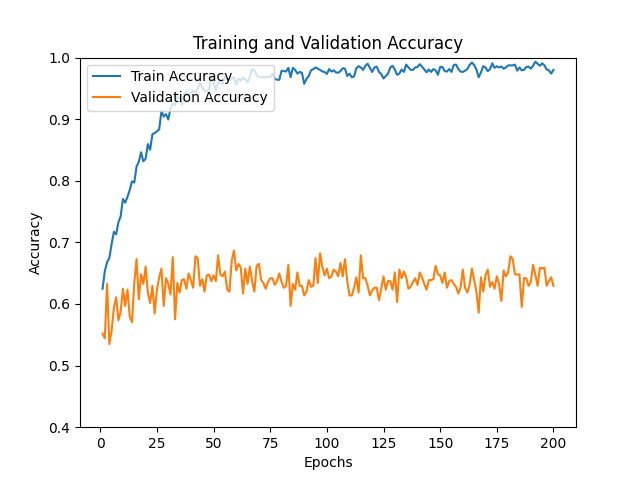 Training and Validation Accuracy
1.0
Train Accuracy
Validation Accuracy
0.9
0.8
0.7
Accuracy
0.6
0.5
0.4
0 25 50 75 100 125 150 175 200
Epochs